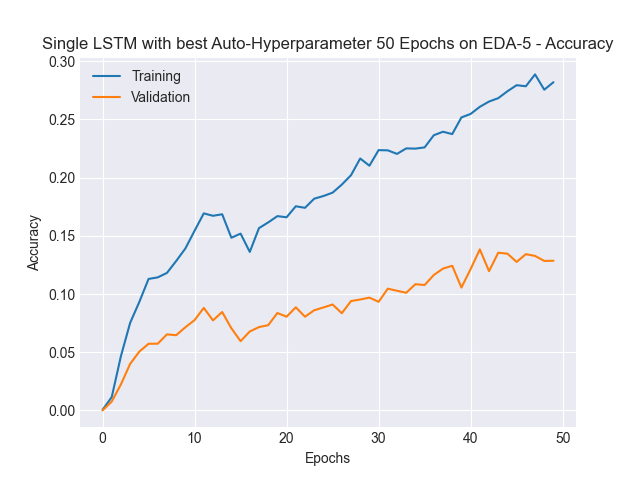 Single LSTM with best Auto-Hyperparameter 50 Epochs on EDA-5 - Accuracy
Training
Validation
0.30
0.25
0.20
0.15
0.10
0.05
0.00
Accuracy
0 10 20 30 40 50
Epochs